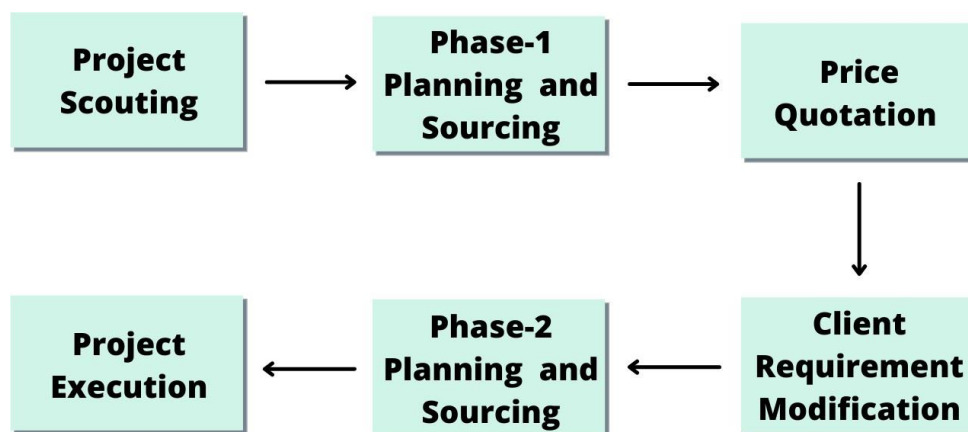 Project
Scouting
Phase-1
Planning and
Sourcing
Price
Quotation
Client
Requirement
Modification
Phase-2
Planning and
Sourcing
Project
Execution